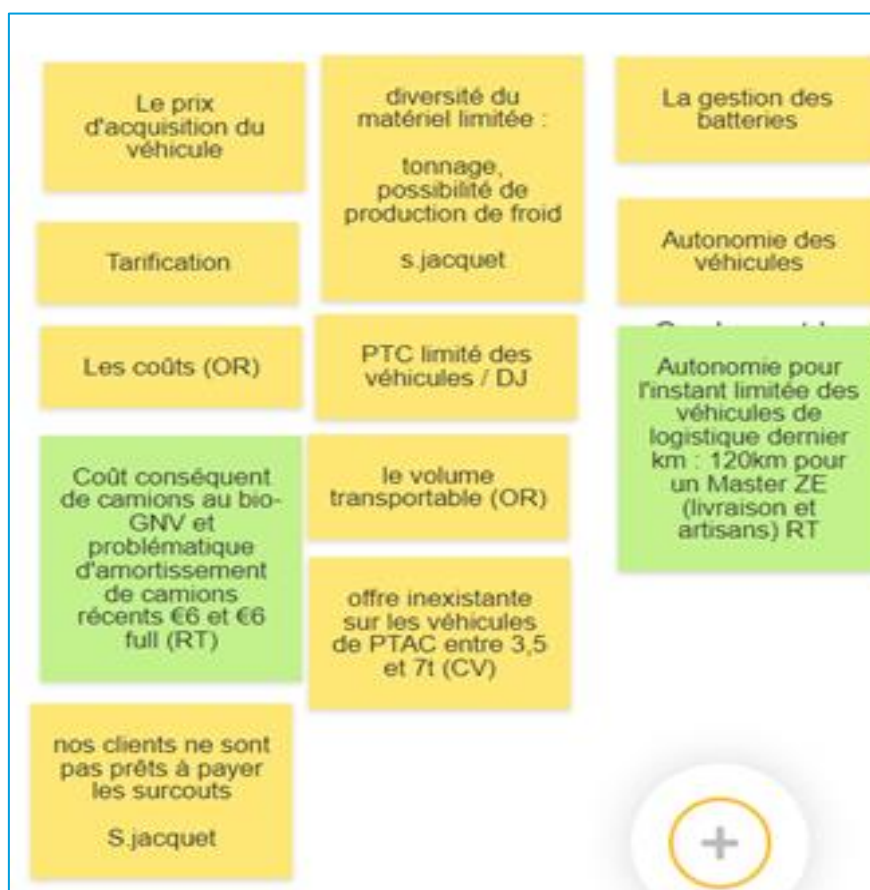 Le prix
d'acquisition du
véhicule
Tarification
Les coûts (OR)
Coût conséquent
de camions au bio-
GNV et
problématique
d'amortissement
de camions
récents €6 et €6
full (RT)
nos clients ne sont
pas prêts à payer
les surcouts
S.jacquet
diversité du
matériel limitée :
tonnage,
possibilité de
production de froid
s.jacquet
PTC limité des
véhicules / DJ
le volume
transportable (OR)
offre inexistante
sur les véhicules
de PTAC entre 3,5
et 7t (CV)
La gestion des
batteries
Autonomie des
véhicules
Autonomie pour
l'instant limitée des
véhicules de
logistique dernier
km : 120km pour
un Master ZE
(livraison et
artisans) RT
+